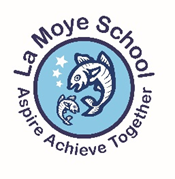 La Moye School
Aspire Achieve Together